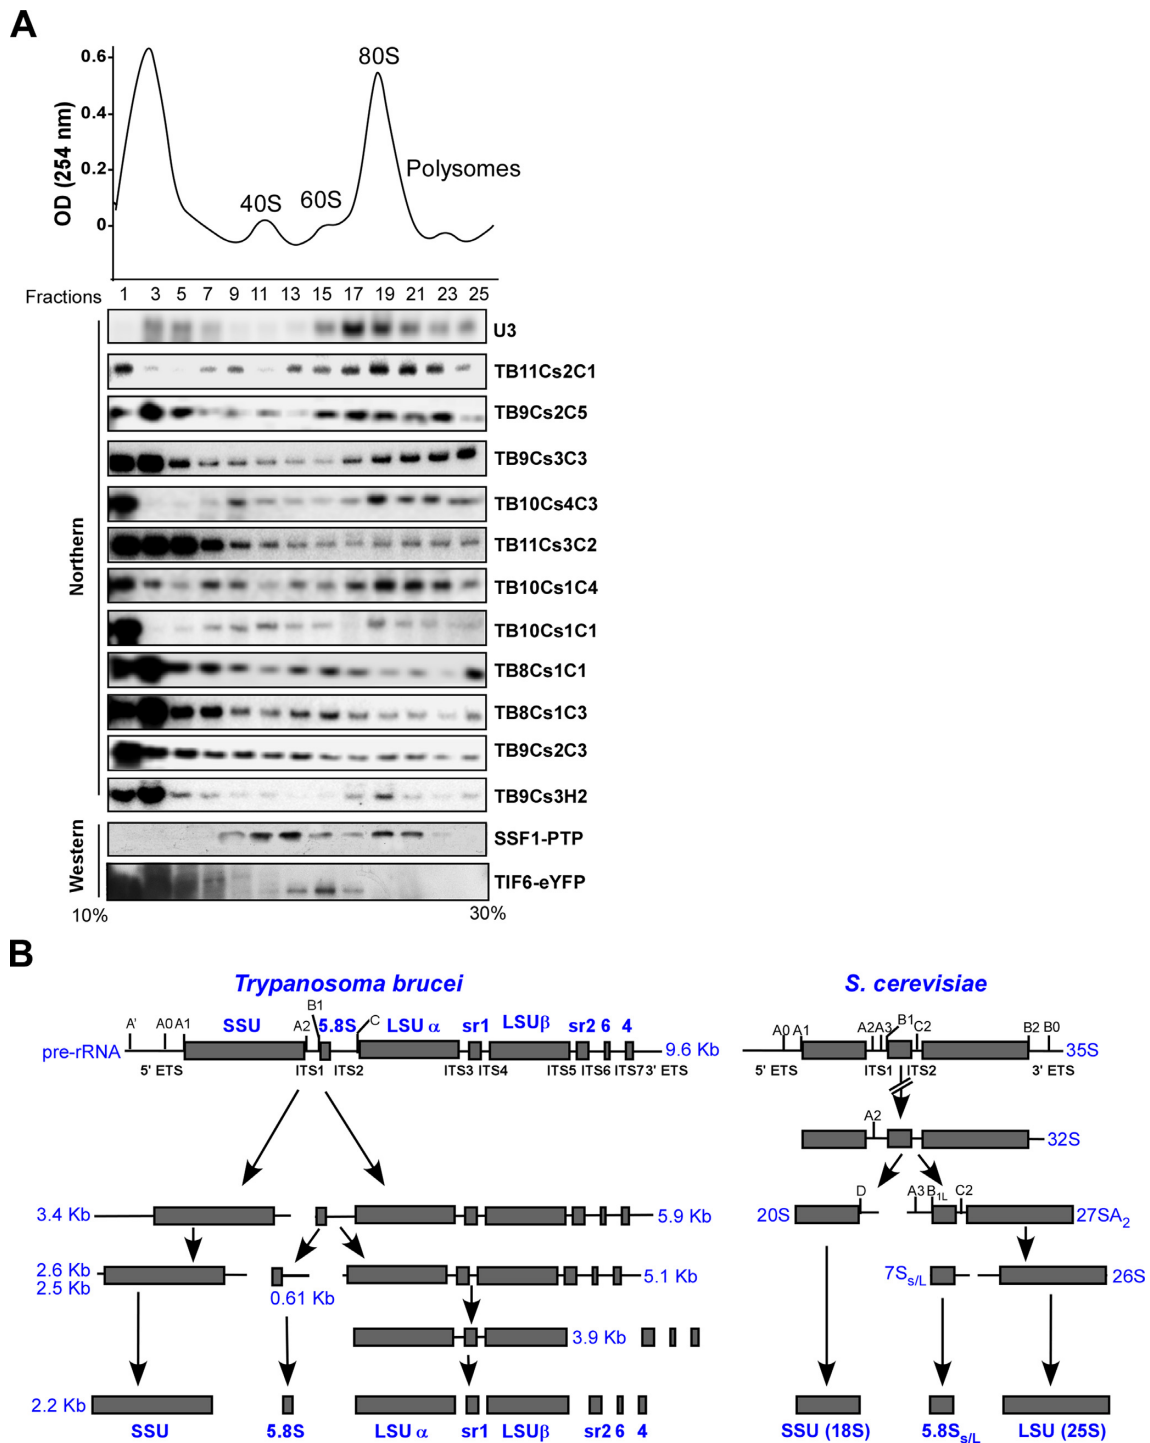 A
OD (254 nm)
0.6
0.4
0.2
0
40S
60S
80S
Polysomes
Fractions 1 3 5 7 9 11 13 15 17 19 21 23 25
Northern
U3
TB11Cs2C1
TB9Cs2C5
TB9Cs3C3
TB10Cs4C3
TB11Cs3C2
TB10Cs1C4
TB10Cs1C1
TB8Cs1C1
TB8Cs1C3
TB9Cs2C3
TB9Cs3H2
Western
SSF1-PTP
TIF6-eYFP
10% 30%
B
Trypanosoma brucei
A' A0 A1 SSU A2 B1 5.8S C LSU α sr1 LSUβ sr2 6 4
pre-rRNA 9.6 Kb
5' ETS ITS1 ITS2 ITS3 ITS4 ITS5 ITS6 ITS7 3' ETS
3.4 Kb 5.9 Kb
2.6 Kb
2.5 Kb
0.61 Kb
5.1 Kb
3.9 Kb
2.2 Kb
SSU 5.8S LSU α sr1 LSUβ sr2 6 4
S. cerevisiae
A0 A1 A2 A3 B1 C2 B2 B0
35S
5' ETS ITS1 ITS2 3' ETS
A2
32S
D A3 B1L C2
20S 27SA2
7Ss/L 26S
SSU (18S) 5.8Ss/L LSU (25S)